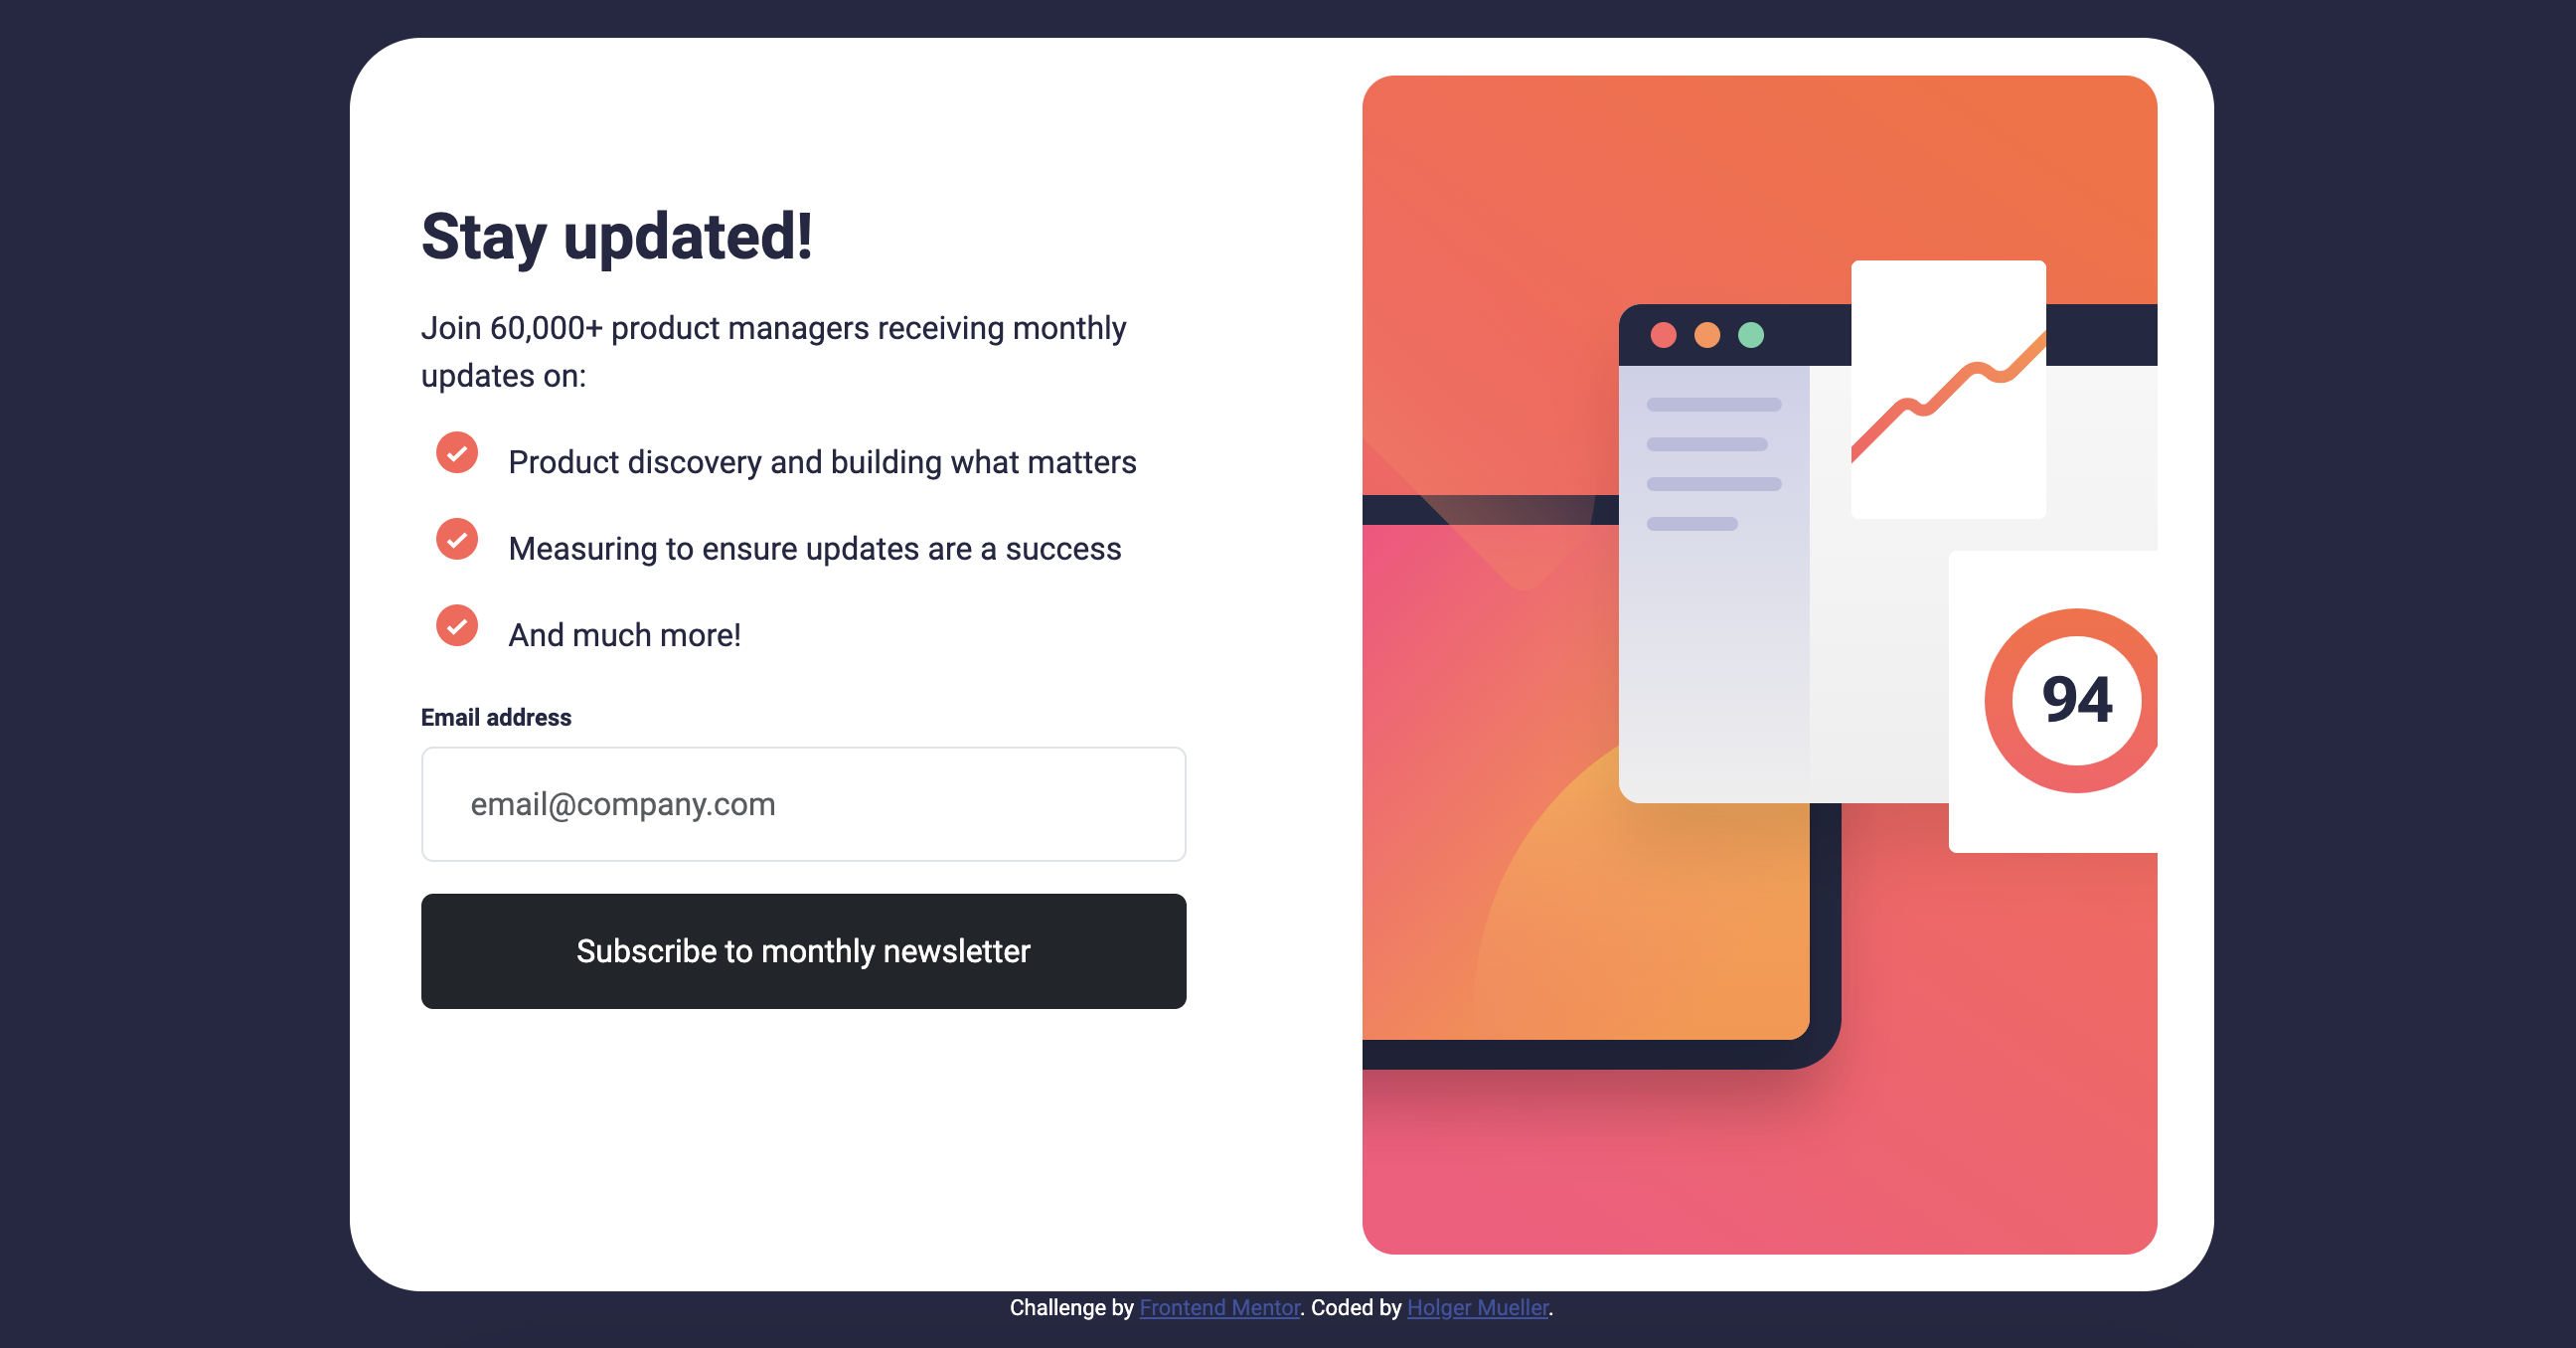 Stay updated!
Join 60,000+ product managers receiving monthly
updates on:
Product discovery and building what matters
Measuring to ensure updates are a success
And much more!
Email address
email@company.com
Subscribe to monthly newsletter
94
Challenge by Frontend Mentor. Coded by Holger Mueller.